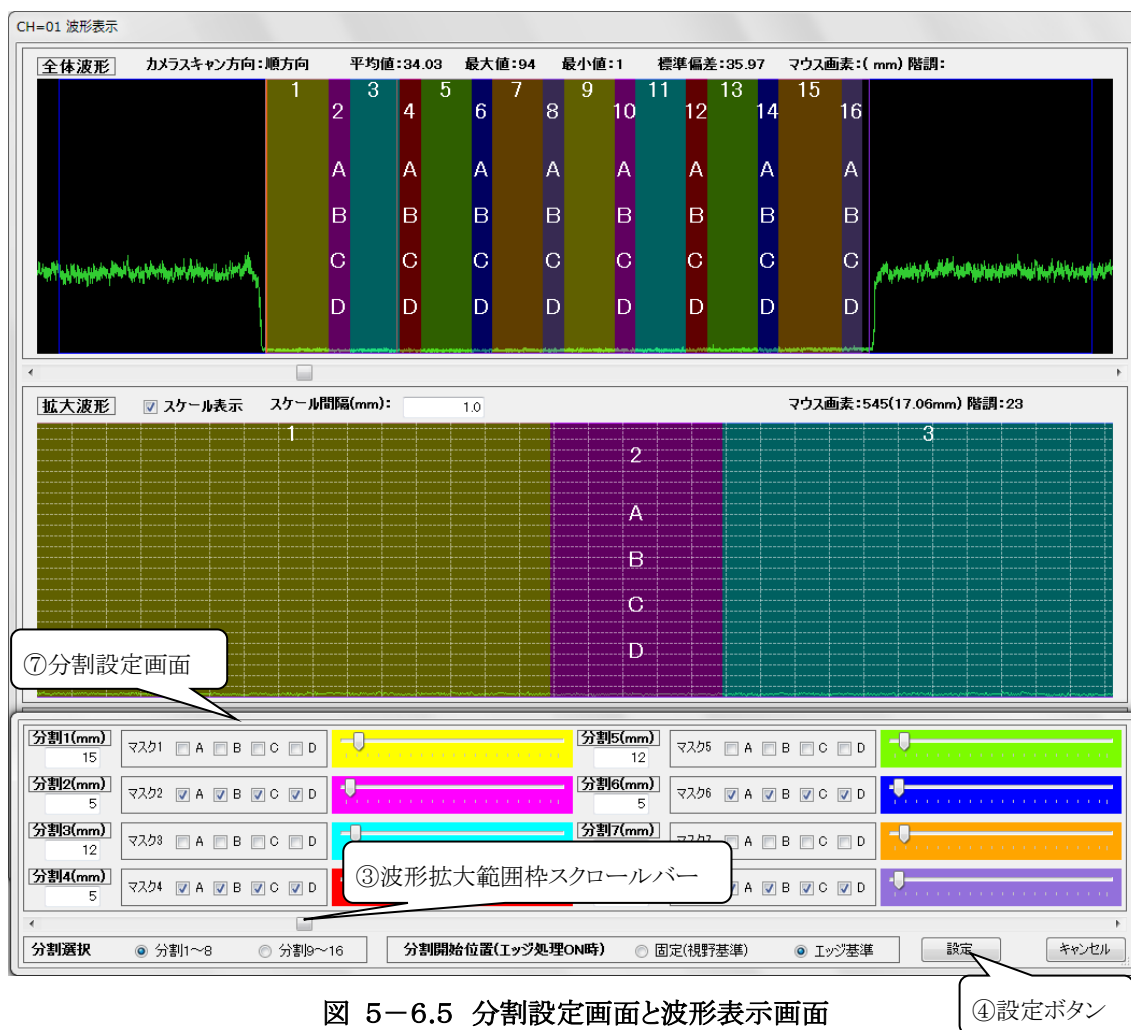 CH=01 波形表示
全体波形 カメラスキャン方向:順方向 平均値:34.03 最大値:94 最小値:1 標準偏差:35.97 マウス画素:( mm) 階調:
1 3 5 7 9 11 13 15
2 4 6 8 10 12 14 16
A A A A A A A A
B B B B B B B B
C C C C C C C C
D D D D D D D D
拡大波形 スケール表示 スケール間隔(mm): 1.0 マウス画素:545(17.06mm) 階調:23
1 3
2
A
B
C
D
⑦分割設定画面
分割1(mm) 15 マスク1 A B C D 分割5(mm) 12 マスク5 A B C D
分割2(mm) 5 マスク2 A B C D 分割6(mm) 5 マスク6 A B C D
分割3(mm) 12 マスク3 A B C D 分割7(mm) A B C D
分割4(mm) 5 マスク4 A B C D A B C D
③波形拡大範囲枠スクロールバー
分割選択 分割1~8 分割9~16 分割開始位置(エッジ処理ON時) 固定(視野基準) エッジ基準 設定 キャンセル
④設定ボタン
図 5-6.5 分割設定画面と波形表示画面